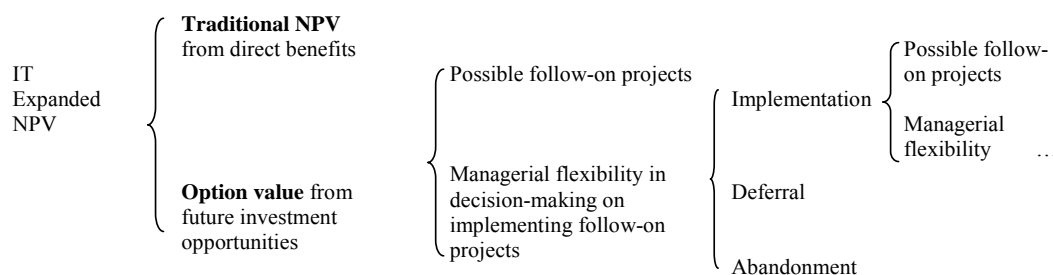 IT
Expanded
NPV
Traditional NPV
from direct benefits
Option value from
future investment
opportunities
Possible follow-on projects
Managerial flexibility in
decision-making on
implementing follow-on
projects
Implementation
Deferral
Abandonment
Possible follow-
on projects
Managerial
flexibility ...